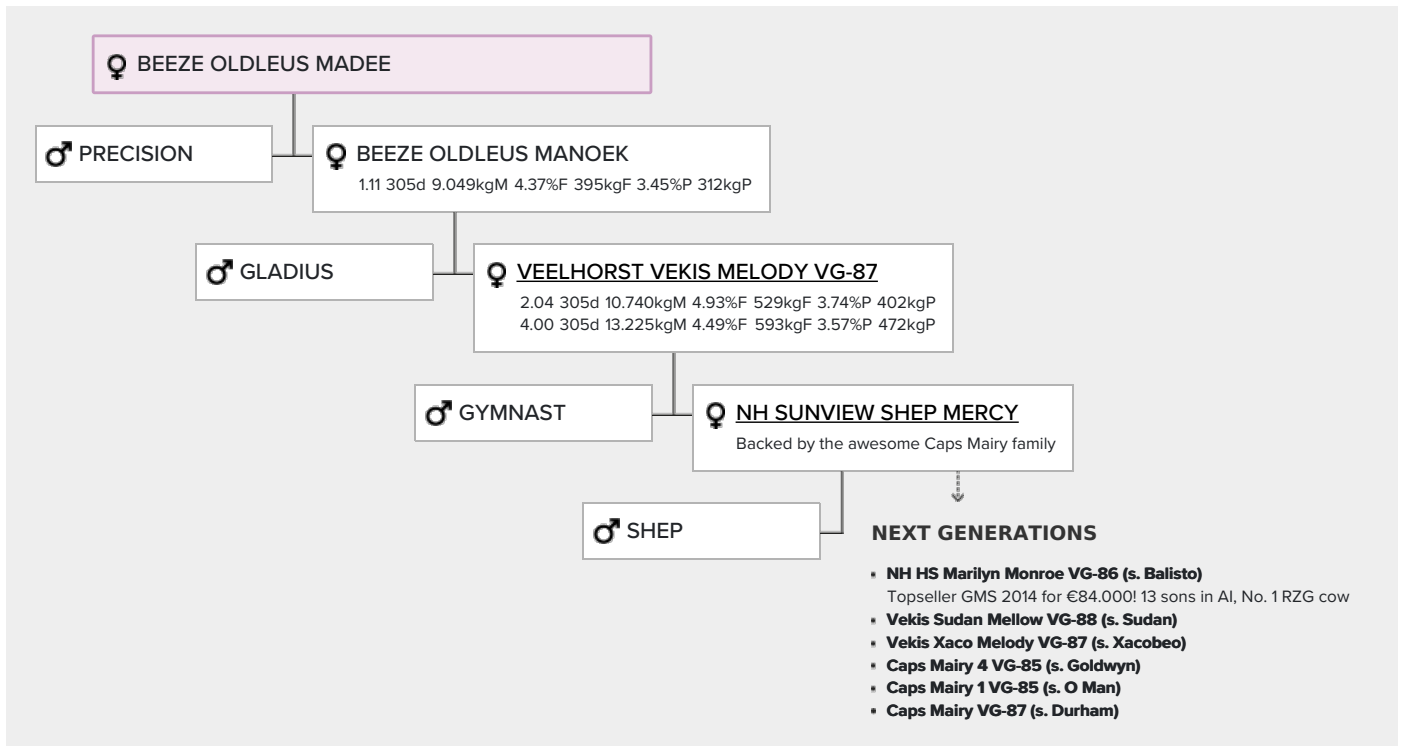 BEEZE OLDLEUS MADEE
PRECISION
BEEZE OLDLEUS MANOEK
1.11 305d 9.049kgM 4.37%F 395kgF 3.45%P 312kgP
GLADIUS
VEELHORST VEKIS MELODY VG-87
2.04 305d 10.740kgM 4.93%F 529kgF 3.74%P 402kgP
4.00 305d 13.225kgM 4.49%F 593kgF 3.57%P 472kgP
GYMNAST
NH SUNVIEW SHEP MERCY
Backed by the awesome Caps Mairy family
SHEP
NEXT GENERATIONS
NH HS Marilyn Monroe VG-86 (s. Balisto)
Topseller GMS 2014 for €84.000! 13 sons in AI, No. 1 RZG cow
Vekis Sudan Mellow VG-88 (s. Sudan)
Vekis Xaco Melody VG-87 (s. Xacobeo)
Caps Mairy 4 VG-85 (s. Goldwyn)
Caps Mairy 1 VG-85 (s. O Man)
Caps Mairy VG-87 (s. Durham)